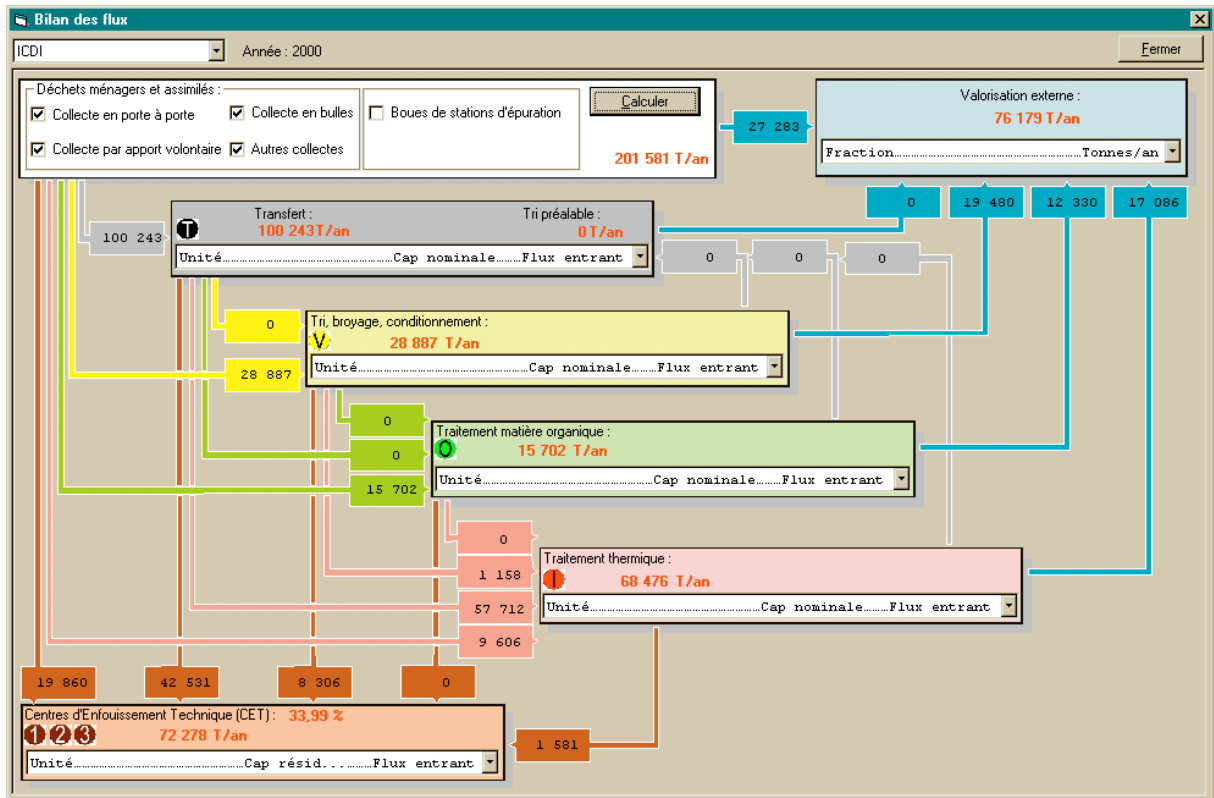 Bilan des flux
ICDI
Année : 2000
Fermer
Déchets ménagers et assimilés :
Collecte en porte à porte
Collecte en bulles
Collecte par apport volontaire
Autres collectes
Boues de stations d'épuration
Calculer
201 581 T/an
27 283
Valorisation externe :
76 179 T/an
Fraction..................................................Tonnes/an
0
19 480
12 330
17 086
100 243
T
Transfert :
100 243T/an
Tri préalable :
0T/an
Unité..............................Cap nominale........Flux entrant
0
0
0
0
Tri, broyage, conditionnement :
V
28 887 T/an
Unité..............................Cap nominale........Flux entrant
28 887
0
Traitement matière organique :
0
O
15 702 T/an
Unité..............................Cap nominale........Flux entrant
15 702
0
Traitement thermique :
1 158
I
68 476 T/an
57 712
Unité..............................Cap nominale........Flux entrant
9 606
19 860
42 531
8 306
0
Centres d'Enfouissement Technique (CET) : 33,99 %
1 2 3
72 278 T/an
1 581
Unité..............................Cap résid...........Flux entrant